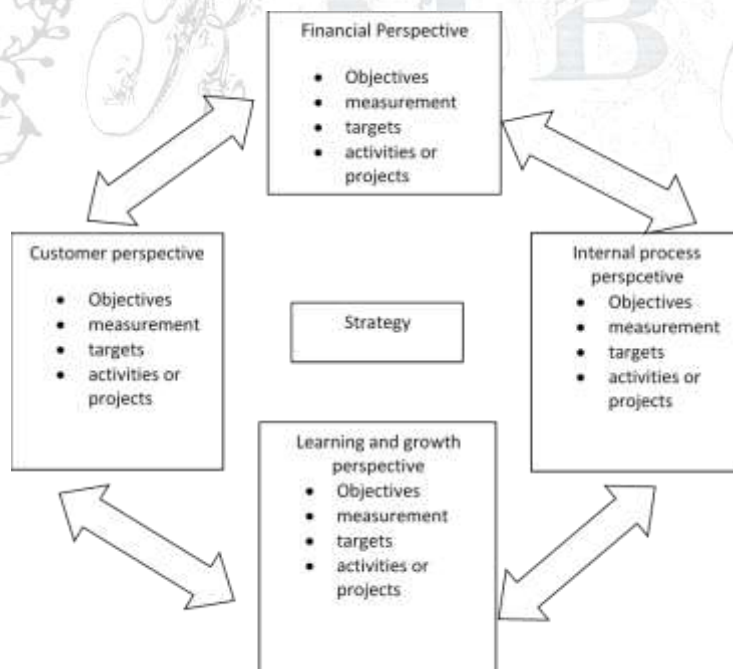 Financial Perspective
• Objectives
• measurement
• targets
• activities or
projects
Customer perspective
• Objectives
• measurement
• targets
• activities or
projects
Strategy
Internal process
perspcetive
• Objectives
• measurement
• targets
• activities or
projects
Learning and growth
perspective
• Objectives
• measurement
• targets
• activities or
projects